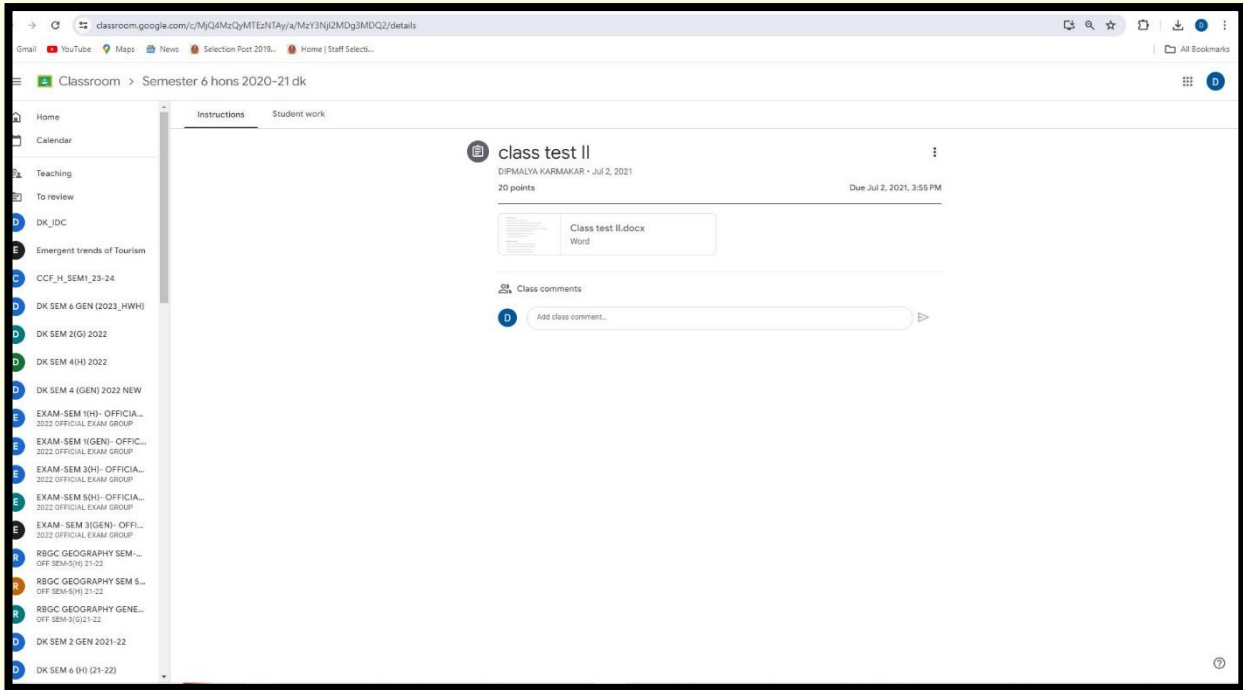 classroom.google.com/c/MjQ4MzQyMTEzNTAy/a/MzY3NjI2MDg3MDQ2/details
D
Gmail YouTube Maps News Selection Post 2019... Home | Staff Selecti...
All Bookmarks
Classroom > Semester 6 hons 2020-21 dk
D
Home
Calendar
Teaching
To review
D DK_IDC
E Emergent trends of Tourism
C CCF_H_SEM1_23-24
D DK SEM 6 GEN (2023_HWH)
D DK SEM 2(G) 2022
D DK SEM 4(H) 2022
D DK SEM 4 (GEN) 2022 NEW
E EXAM-SEM 1(H)- OFFICIA...
2022 OFFICIAL EXAM GROUP
E EXAM-SEM 1(GEN)- OFFIC...
2022 OFFICIAL EXAM GROUP
E EXAM-SEM 3(H)- OFFICIA...
2022 OFFICIAL EXAM GROUP
E EXAM-SEM 5(H)- OFFICIA...
2022 OFFICIAL EXAM GROUP
E EXAM- SEM 3(GEN)- OFFI...
2022 OFFICIAL EXAM GROUP
R RBGC GEOGRAPHY SEM-...
OFF SEM-3(H) 21-22
R RBGC GEOGRAPHY SEM 5...
OFF SEM-5(H) 21-22
R RBGC GEOGRAPHY GENE...
OFF SEM-3(G)21-22
D DK SEM 2 GEN 2021-22
D DK SEM 6 (H) (21-22)
Instructions Student work
class test II
DIPMALYA KARMAKAR • Jul 2, 2021
20 points Due Jul 2, 2021, 3:55 PM
Class test II.docx
Word
Class comments
D Add class comment...